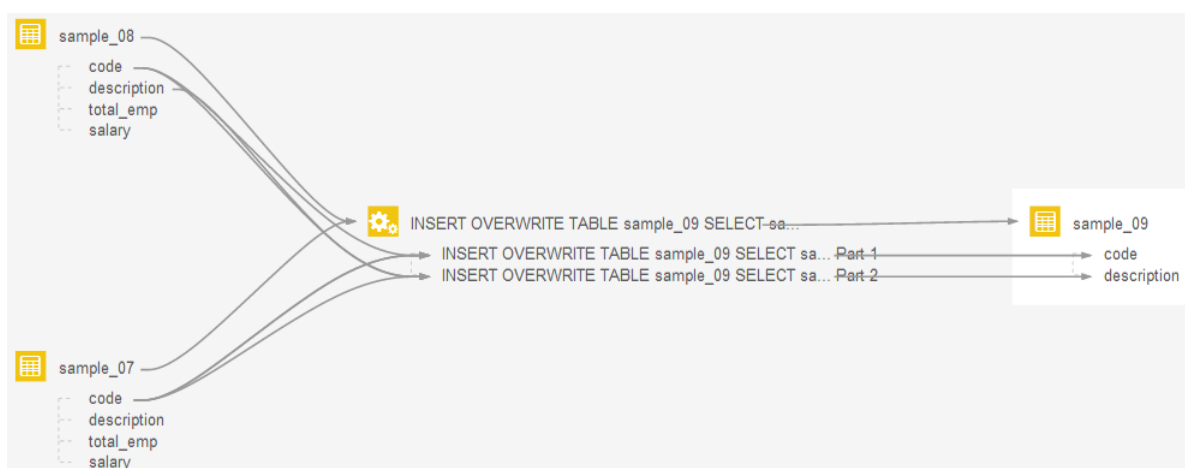 sample_08
code
description
total_emp
salary
INSERT OVERWRITE TABLE sample_09 SELECT sa...
INSERT OVERWRITE TABLE sample_09 SELECT sa... Part 1
INSERT OVERWRITE TABLE sample_09 SELECT sa... Part 2
sample_09
code
description
sample_07
code
description
total_emp
salary